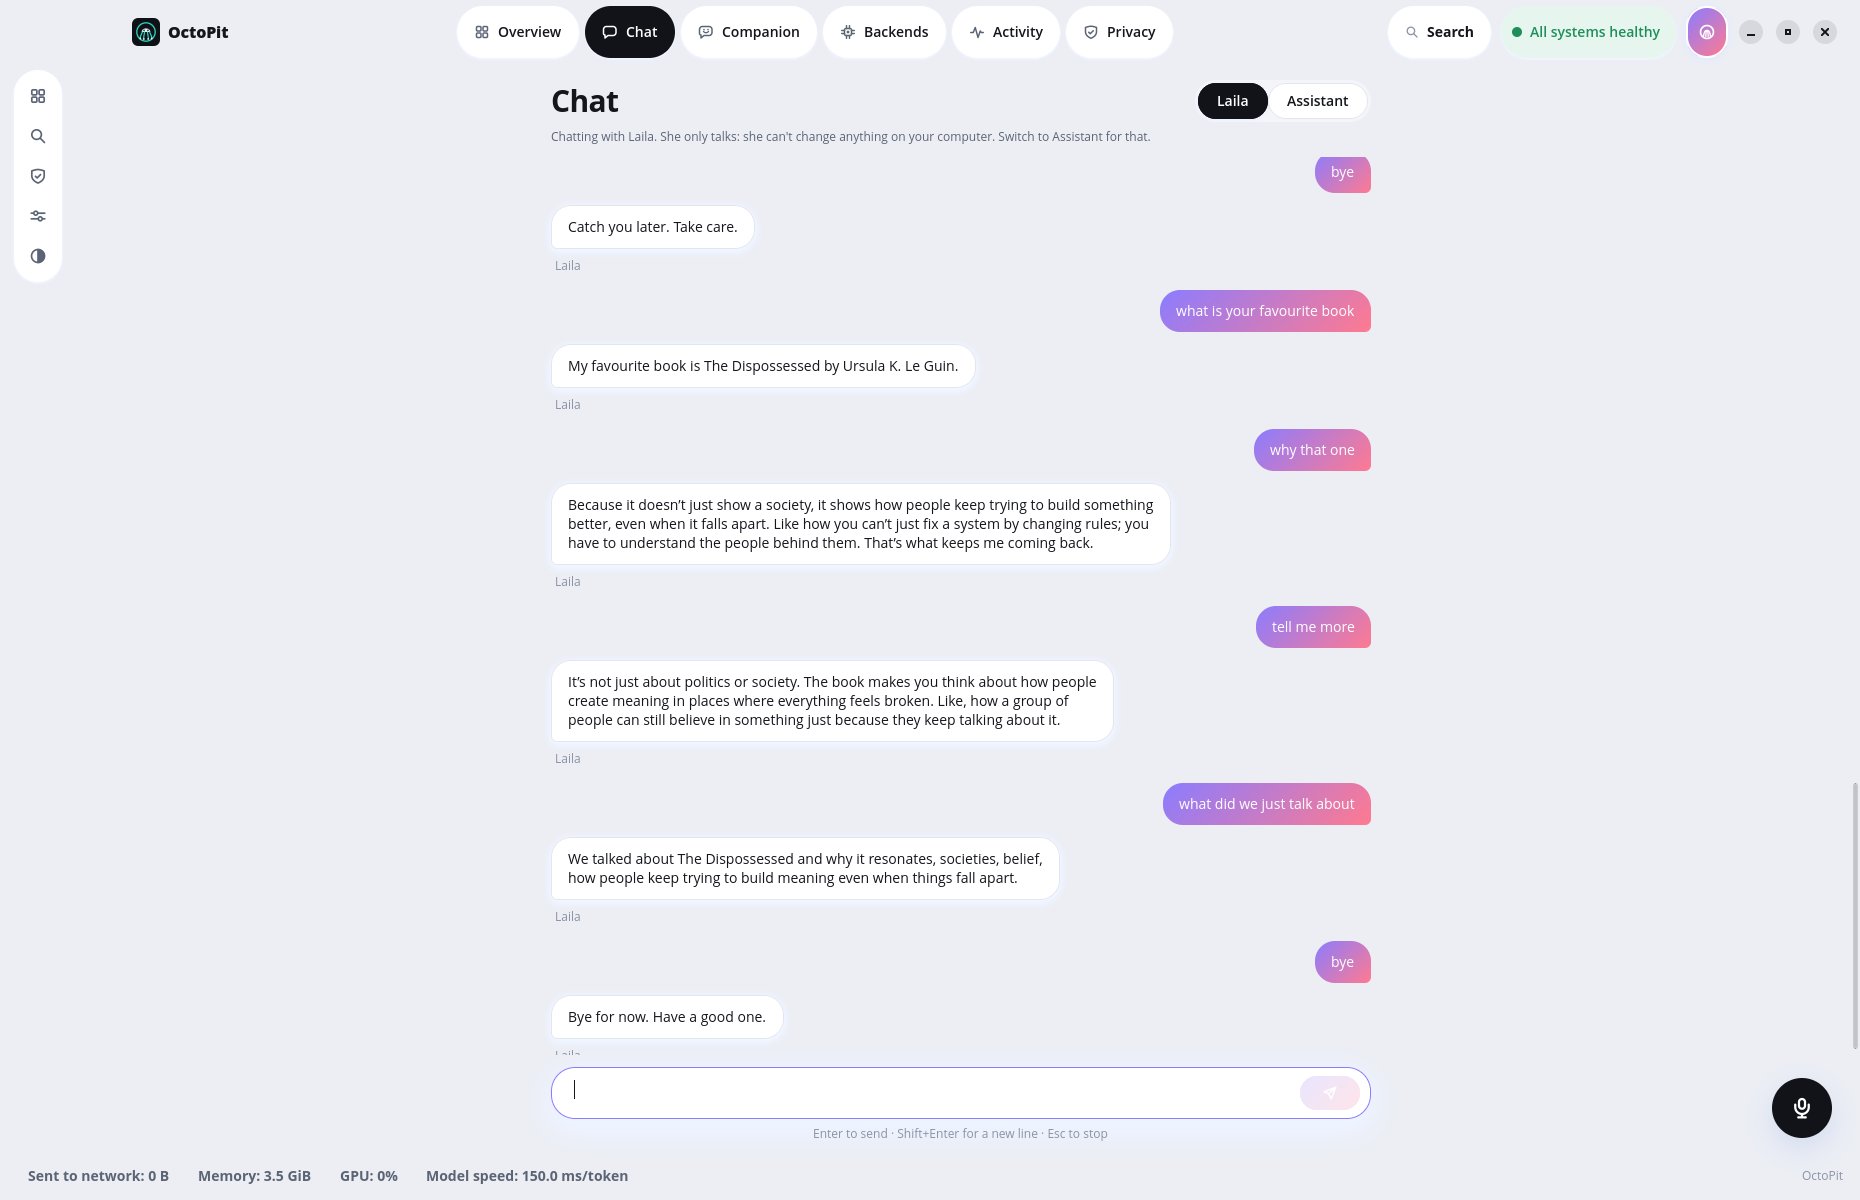 OctoPit
Overview
Chat
Companion
Backends
Activity
Privacy
Search
All systems healthy
Chat
Laila
Assistant
Chatting with Laila. She only talks: she can't change anything on your computer. Switch to Assistant for that.
bye
Catch you later. Take care.
Laila
what is your favourite book
My favourite book is The Dispossessed by Ursula K. Le Guin.
Laila
why that one
Because it doesn’t just show a society, it shows how people keep trying to build something
better, even when it falls apart. Like how you can’t just fix a system by changing rules; you
have to understand the people behind them. That’s what keeps me coming back.
Laila
tell me more
It’s not just about politics or society. The book makes you think about how people
create meaning in places where everything feels broken. Like, how a group of
people can still believe in something just because they keep talking about it.
Laila
what did we just talk about
We talked about The Dispossessed and why it resonates, societies, belief,
how people keep trying to build meaning even when things fall apart.
Laila
bye
Bye for now. Have a good one.
Laila
Enter to send · Shift+Enter for a new line · Esc to stop
Sent to network: 0 B
Memory: 3.5 GiB
GPU: 0%
Model speed: 150.0 ms/token
OctoPit